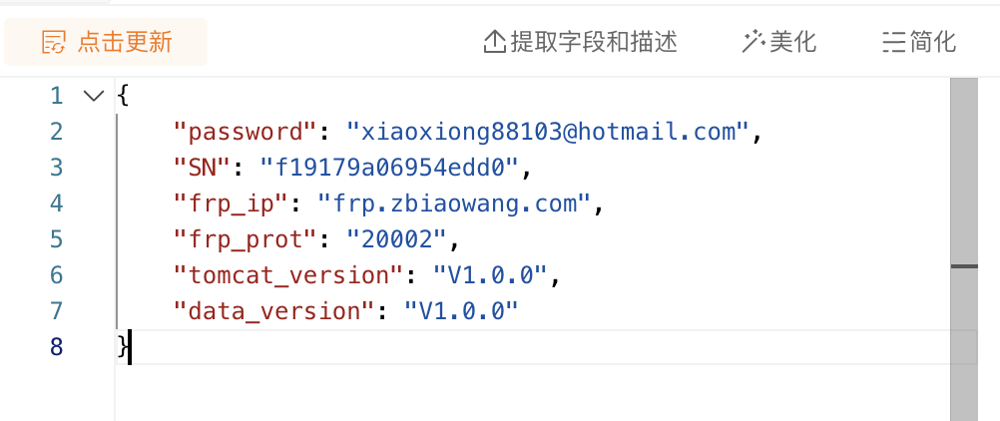 点击更新 提取字段和描述 美化 简化
1 {
2 "password": "xiaoxiong88103@hotmail.com",
3 "SN": "f19179a06954edd0",
4 "frp_ip": "frp.zbiaowang.com",
5 "frp_prot": "20002",
6 "tomcat_version": "V1.0.0",
7 "data_version": "V1.0.0"
8 }